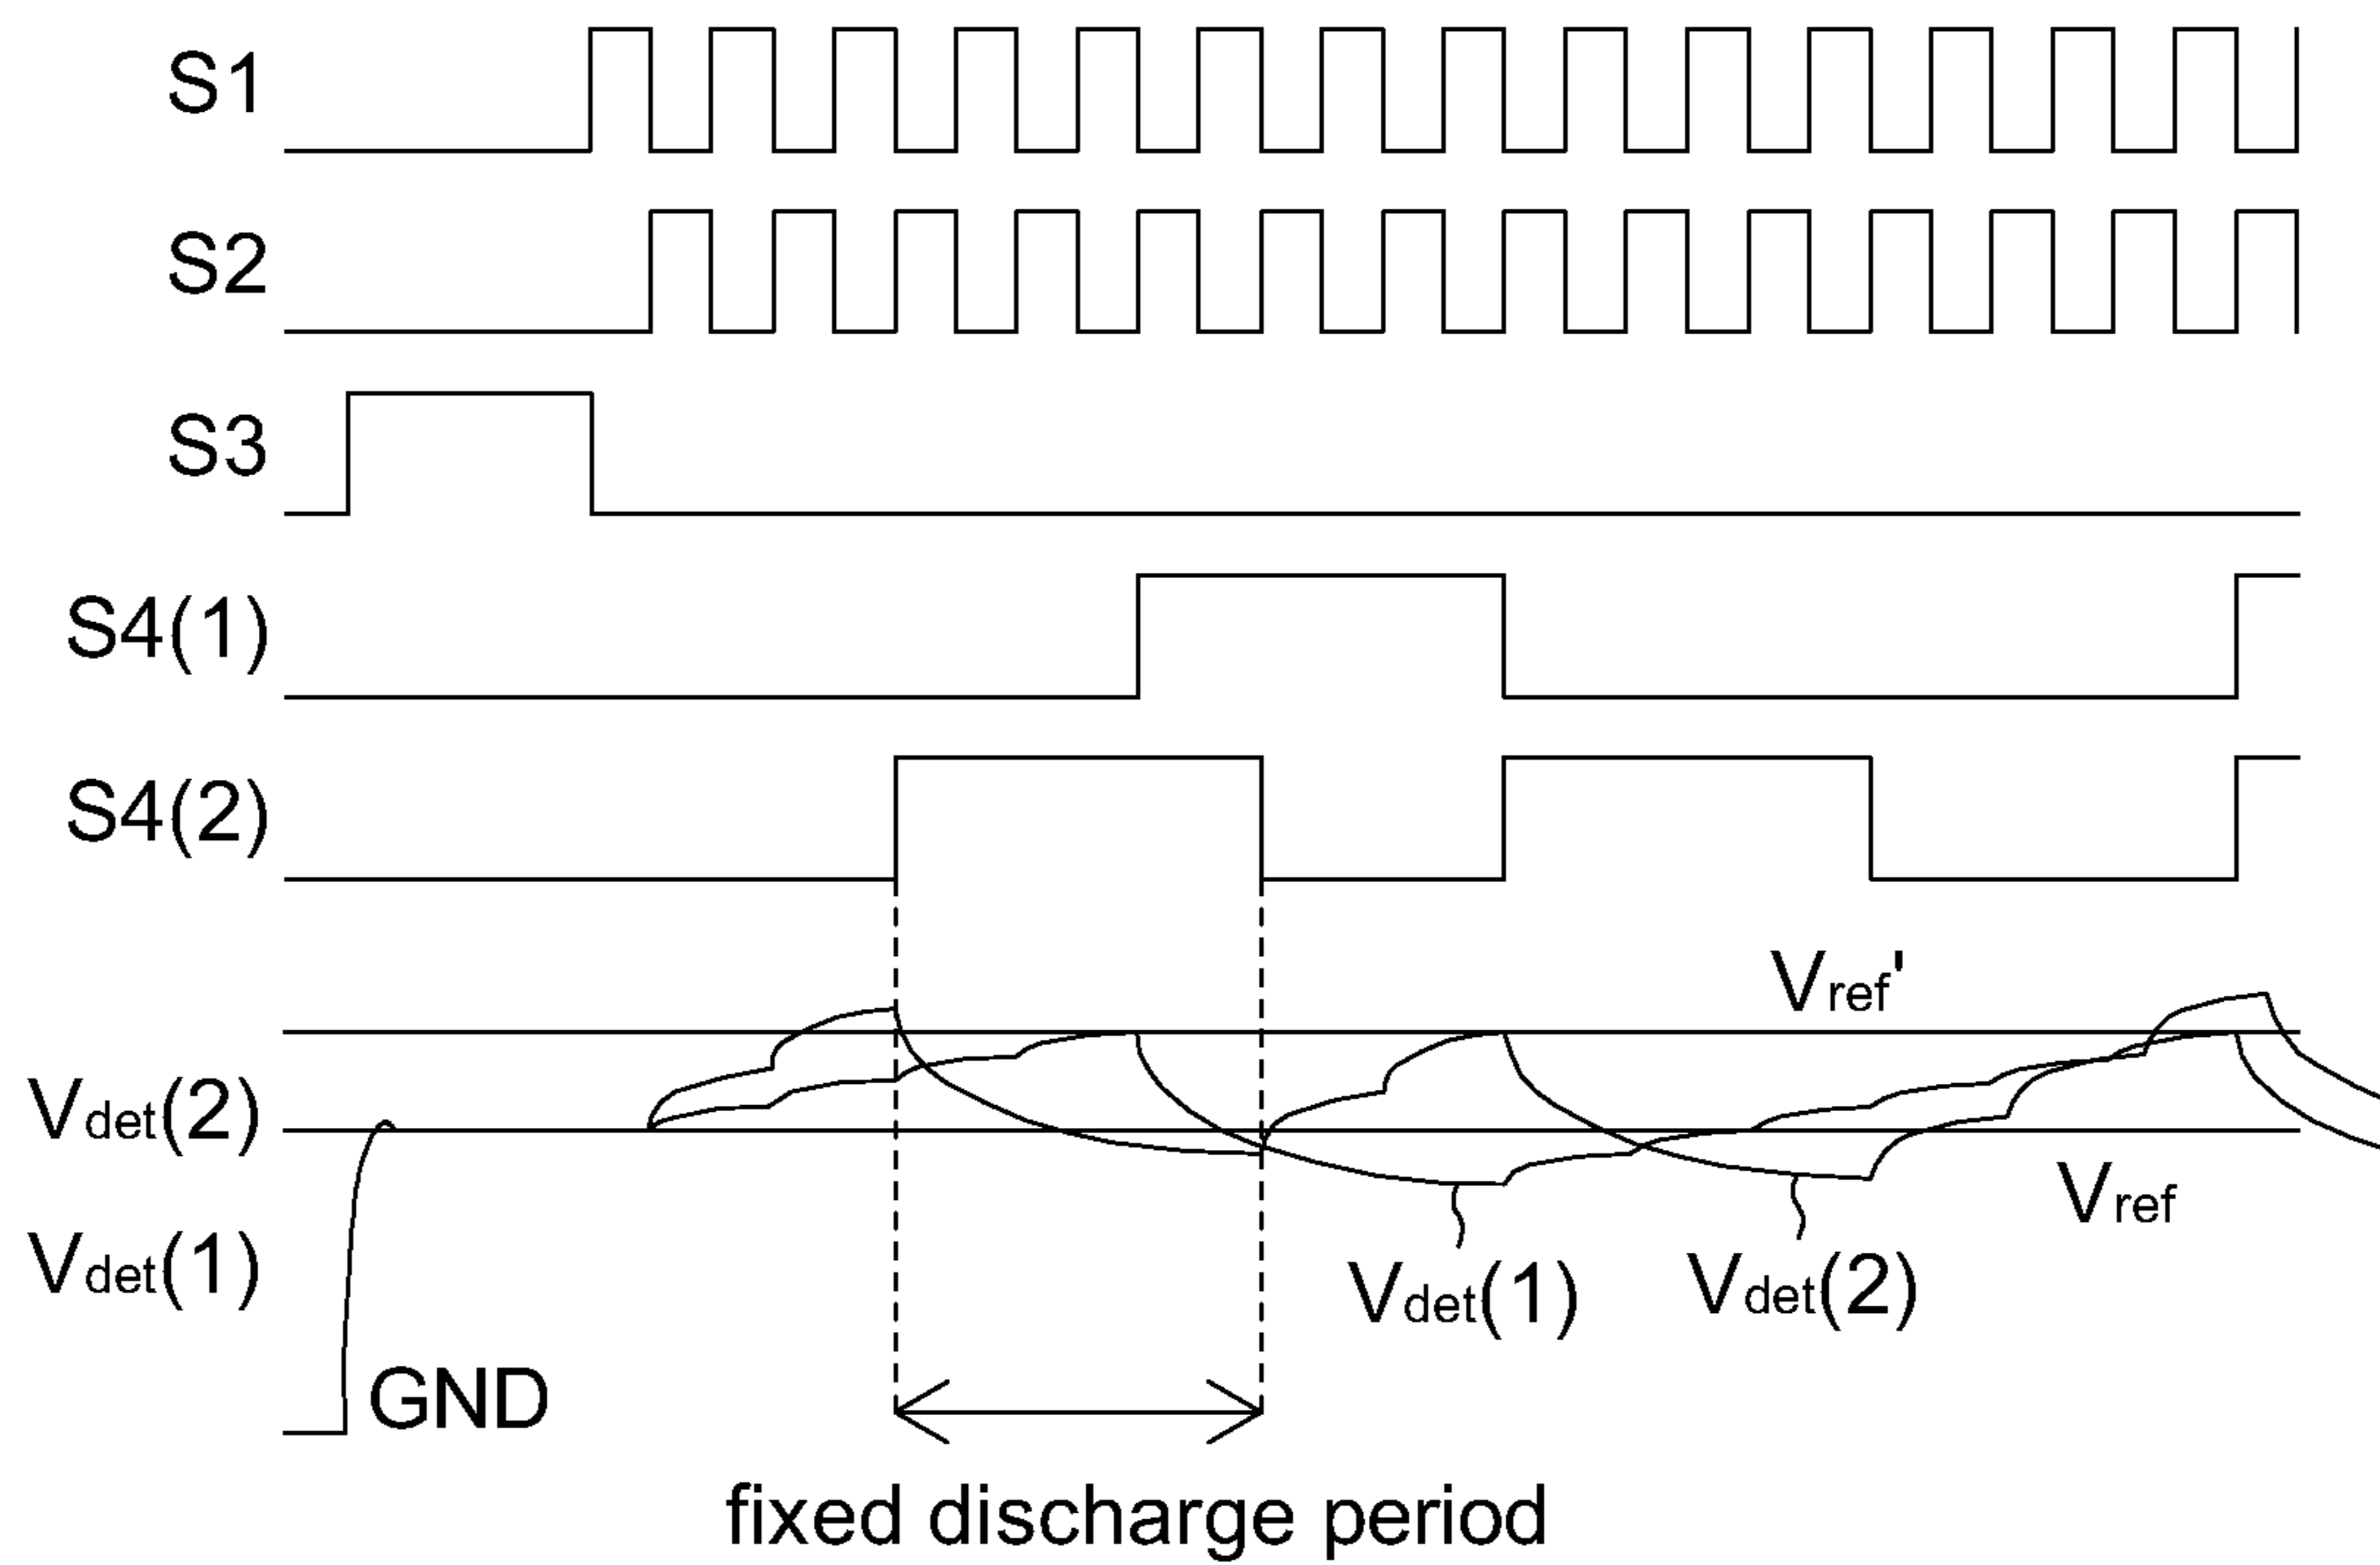 S1
S2
S3
S4(1)
S4(2)
Vref'
Vdet(2)
Vref
Vdet(1)
Vdet(1)
Vdet(2)
GND
fixed discharge period